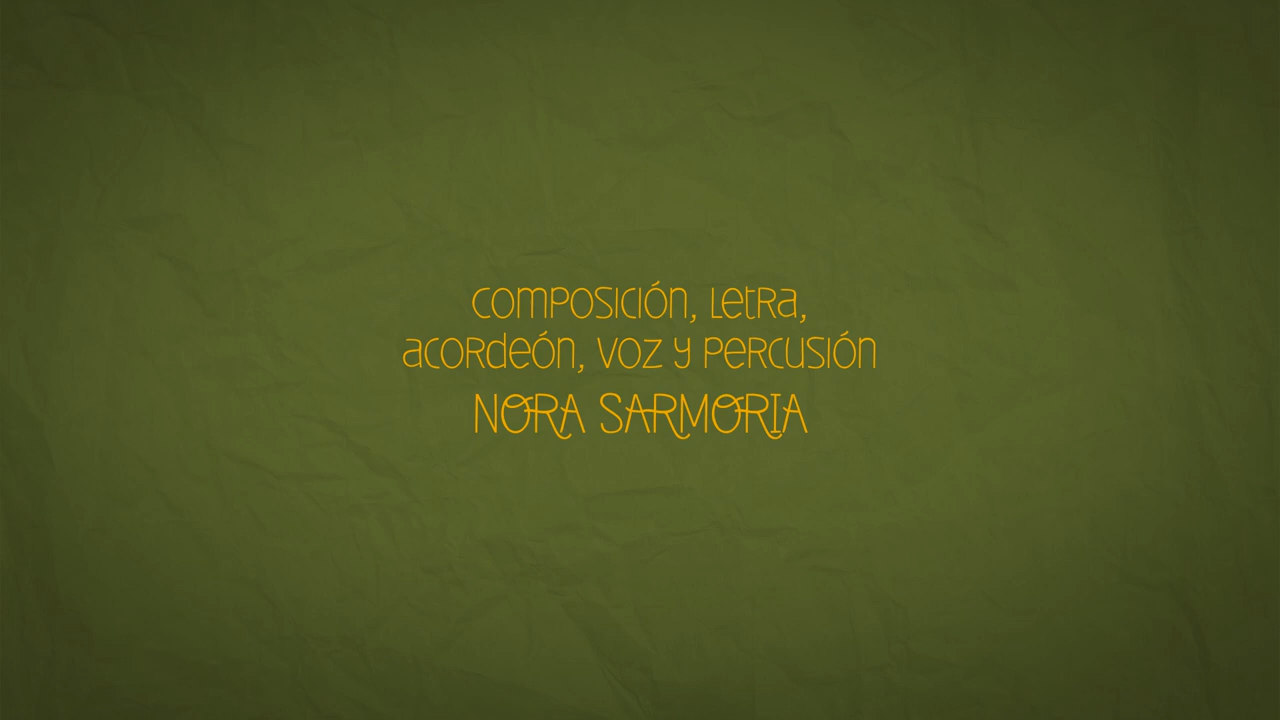 composición, letra,
acordeón, voz y percusión
NORA SARMORIA